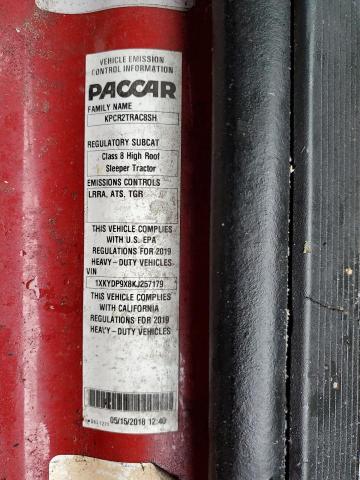 VEHICLE EMISSION
CONTROL INFORMATION
PACCAR
FAMILY NAME
KPCR2TRAC8SH
REGULATORY SUBCAT
Class 8 High Roof
Sleeper Tractor
EMISSIONS CONTROLS
LRRA, ATS, TGR
THIS VEHICLE COMPLIES
WITH U.S. EPA
REGULATIONS FOR 2019
HEAVY-DUTY VEHICLES
VIN
1XKYDP9X8KJ257179
THIS VEHICLE COMPLIES
WITH CALIFORNIA
REGULATIONS FOR 2019
HEAVY-DUTY VEHICLES
05/15/2018 12:40